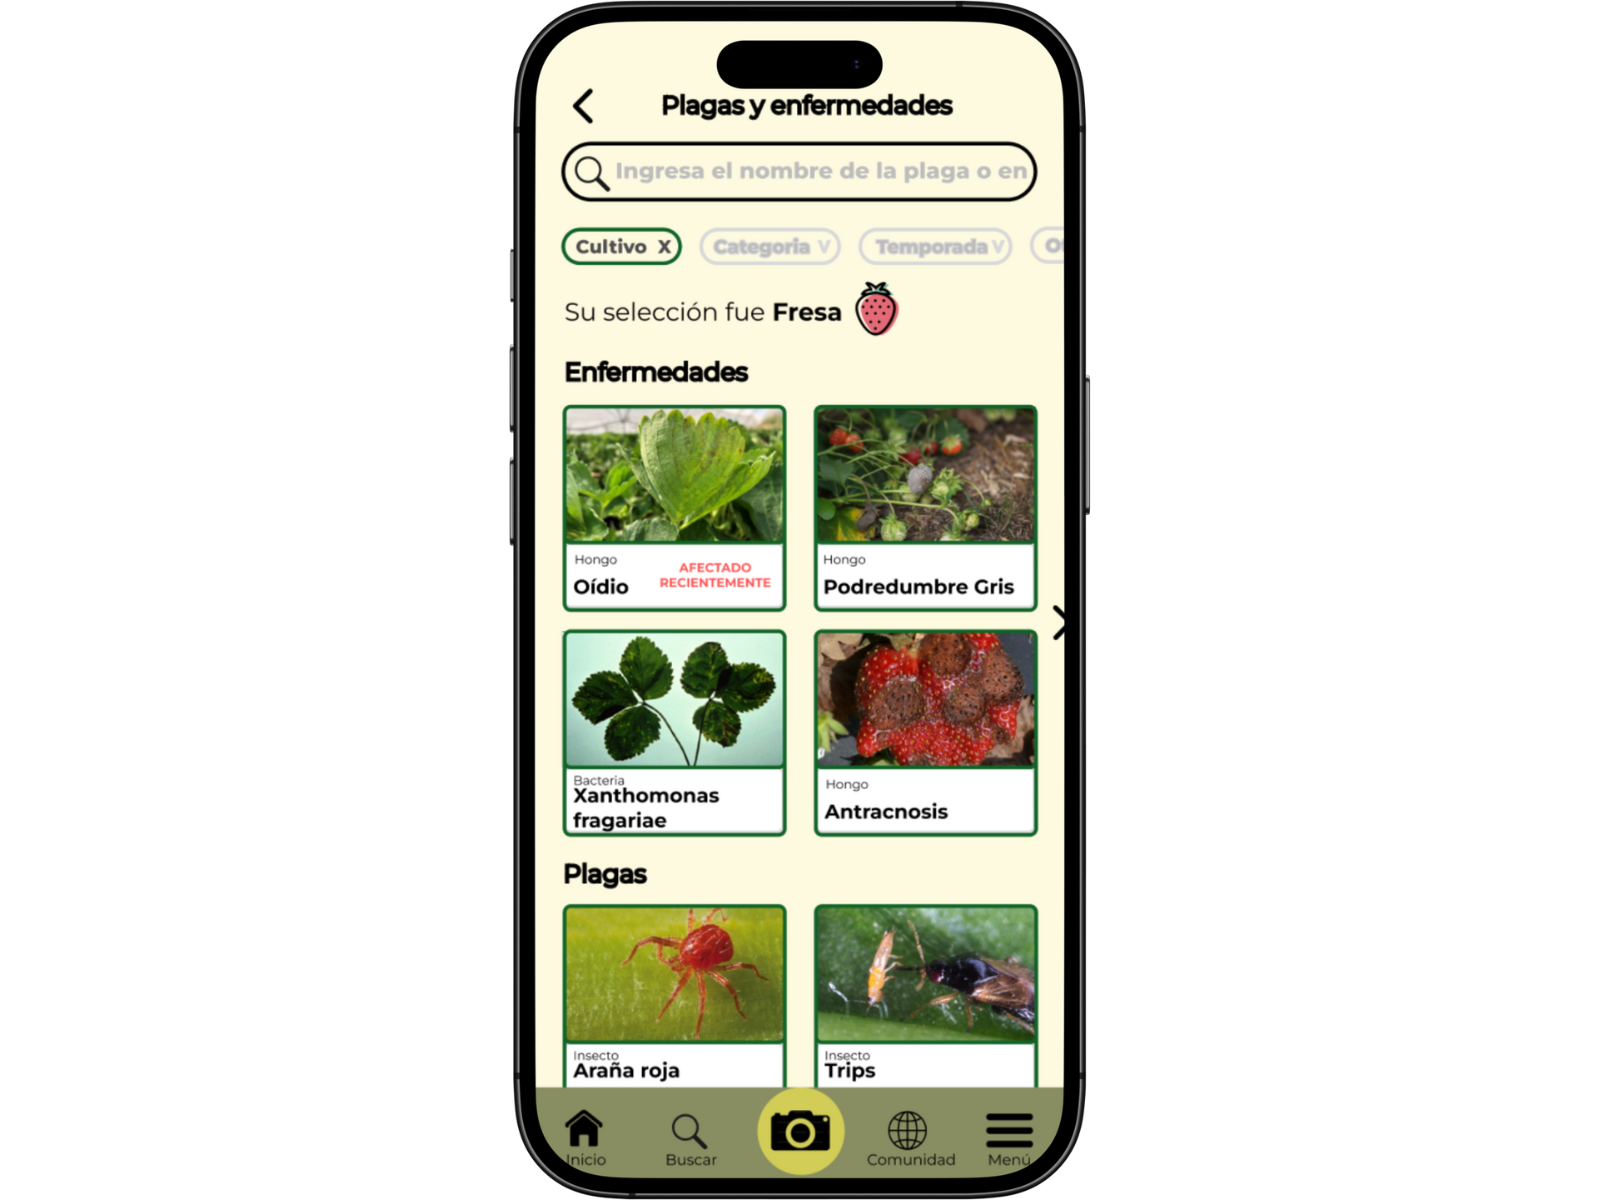 Plagas y enfermedades
Ingresa el nombre de la plaga o en
Cultivo X
Categoria V
Temporada V
Su selección fue Fresa
Enfermedades
Hongo
Oídio
AFECTADO
RECIENTEMENTE
Hongo
Podredumbre Gris
Bacteria
Xanthomonas
fragariae
Hongo
Antracnosis
Plagas
Insecto
Araña roja
Insecto
Trips
Inicio
Buscar
Comunidad
Menú